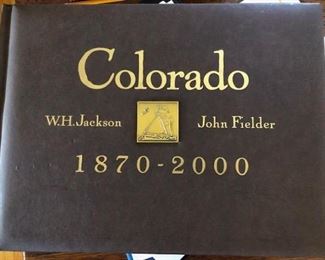 Colorado
W.H.Jackson John Fielder
1870-2000